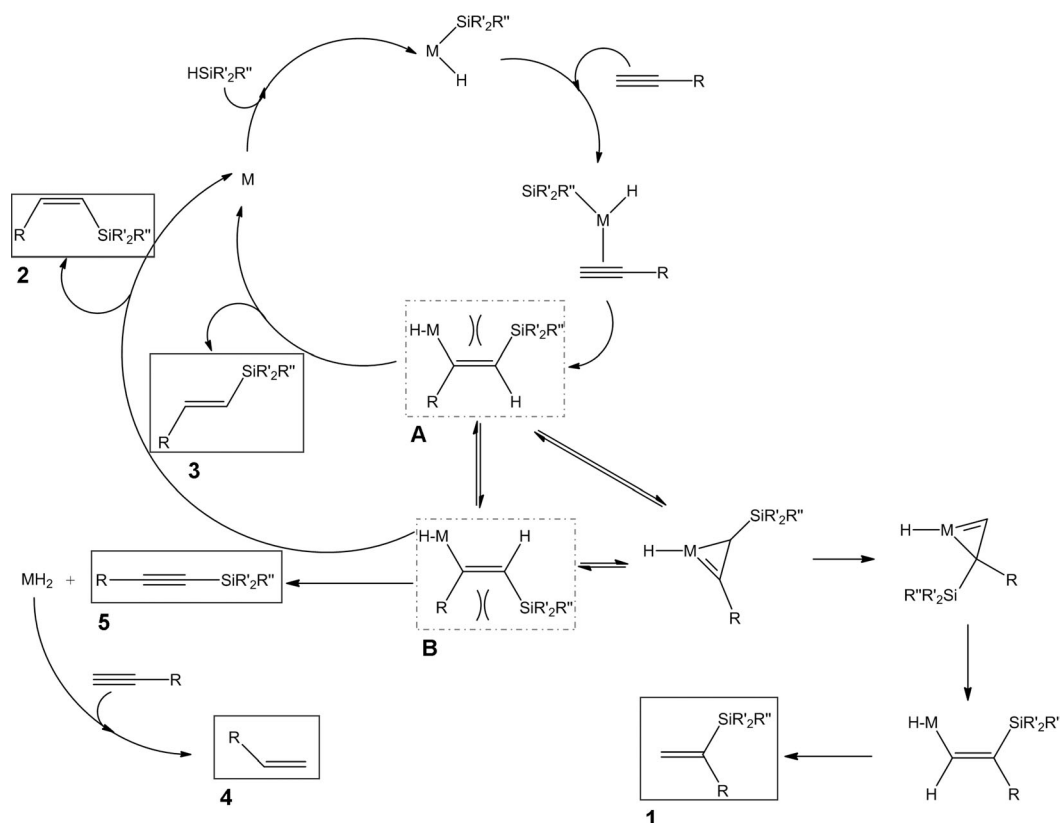 SiR'2R"
M
H
HSiR'2R"
R
M
SiR'2R"
H
M
R
R
SiR'2R"
2
H-M
)(
SiR'2R"
R
H
A
SiR'2R"
R
3
SiR'2R"
H
M
R
H-M
H
R
SiR'2R"
)(
B
H
M
R
R"R'2Si
MH2 +
R
SiR'2R"
5
R
R
4
SiR'2R"
R
1
H-M
SiR'2R'
H
R